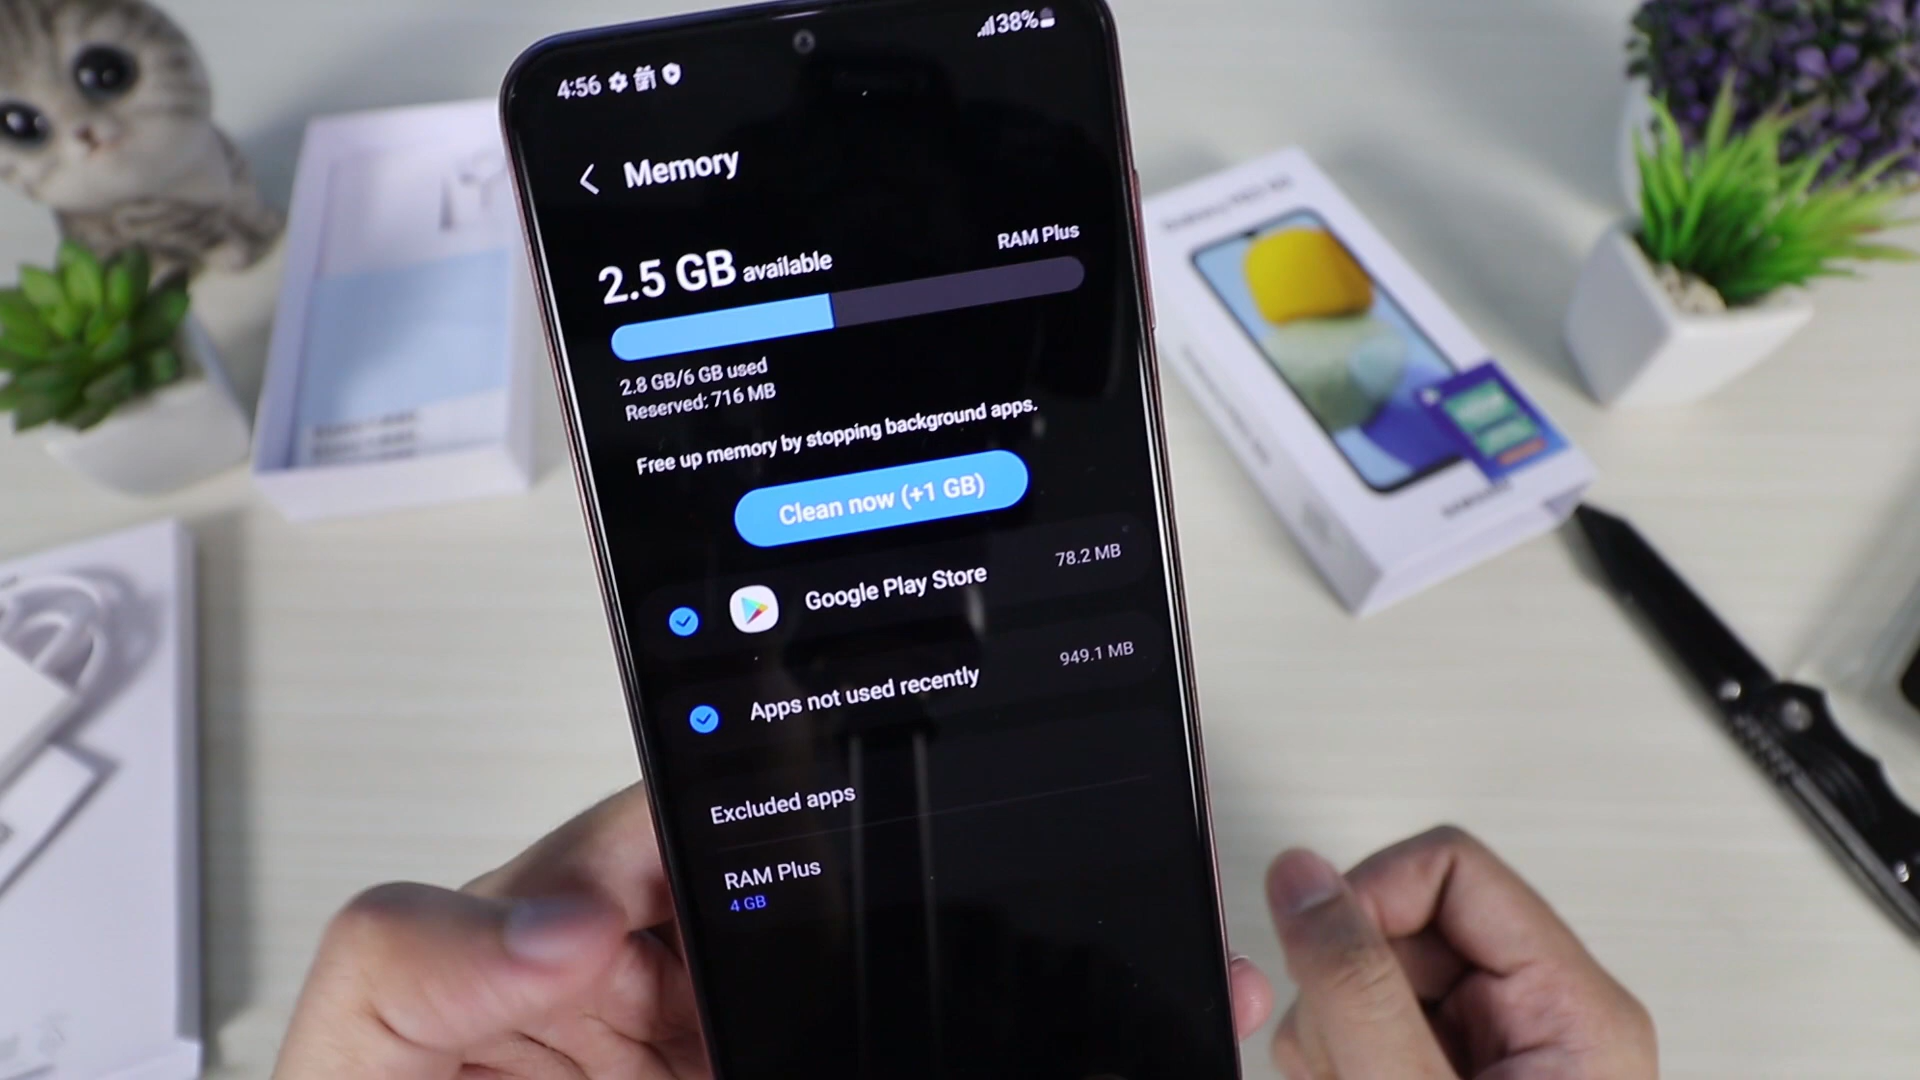 4:56
38%
Memory
2.5 GB available
RAM Plus
2.8 GB/6 GB used
Reserved: 716 MB
Free up memory by stopping background apps.
Clean now (+1 GB)
Google Play Store
78.2 MB
Apps not used recently
949.1 MB
Excluded apps
RAM Plus
4 GB